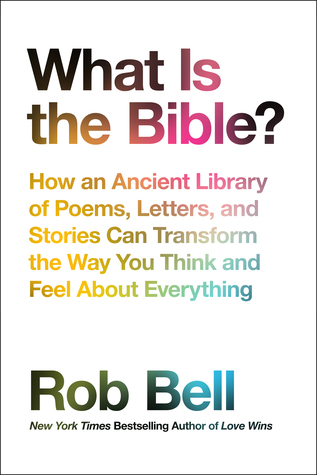 What Is
the Bible?
How an Ancient Library
of Poems, Letters, and
Stories Can Transform
the Way You Think and
Feel About Everything
Rob Bell
New York Times Bestselling Author of Love Wins